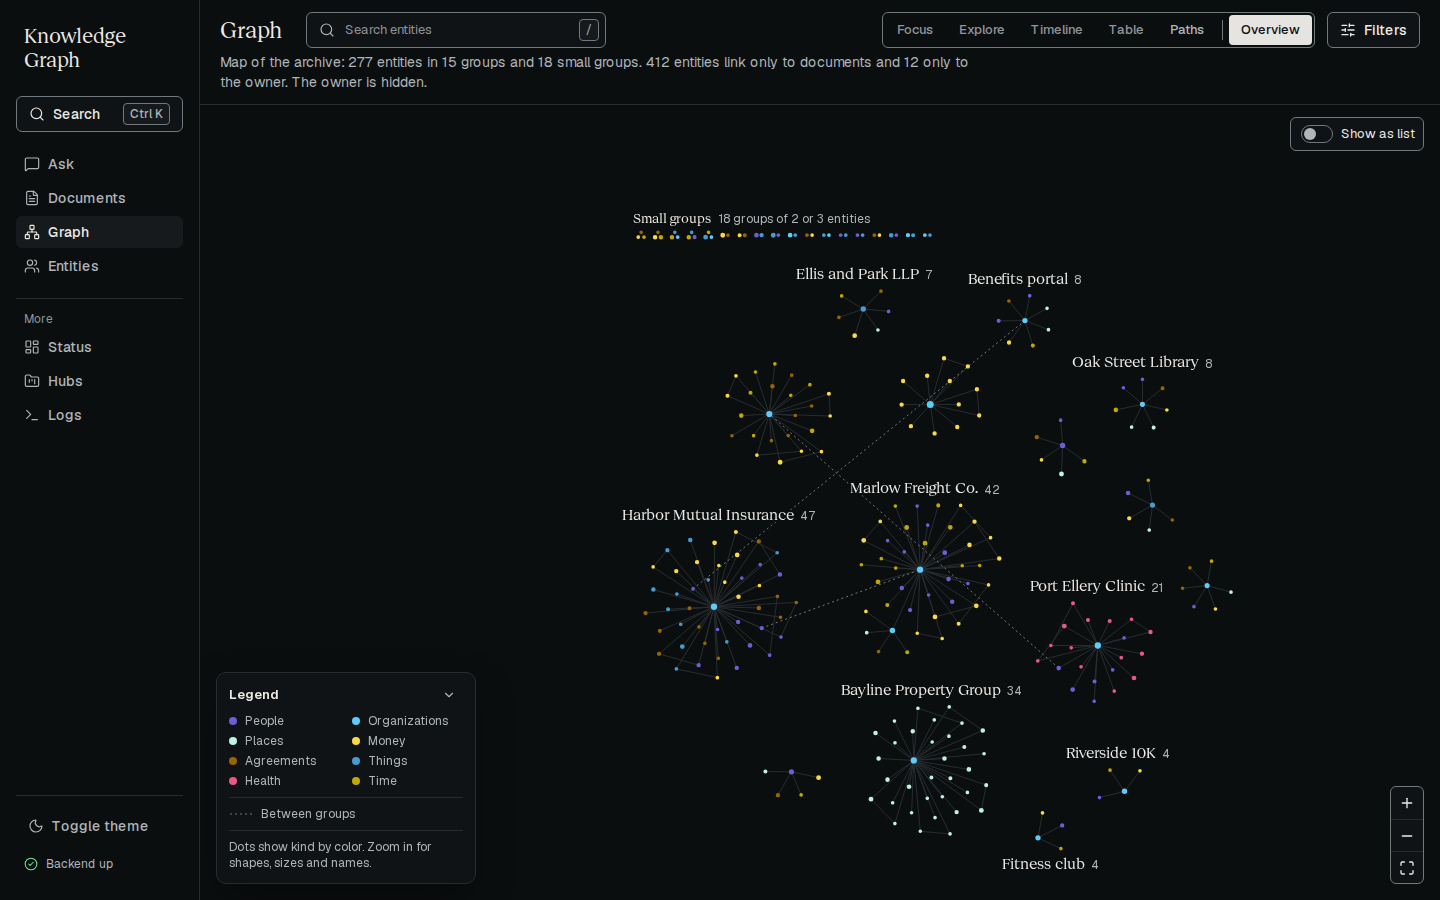 Knowledge
Graph
Search Ctrl K
Ask
Documents
Graph
Entities
More
Status
Hubs
Logs
Toggle theme
Backend up
Graph
Search entities /
Focus Explore Timeline Table Paths Overview
Filters
Map of the archive: 277 entities in 15 groups and 18 small groups. 412 entities link only to documents and 12 only to
the owner. The owner is hidden.
Show as list
Small groups 18 groups of 2 or 3 entities
Ellis and Park LLP 7
Benefits portal 8
Oak Street Library 8
Marlow Freight Co. 42
Harbor Mutual Insurance 47
Port Ellery Clinic 21
Bayline Property Group 34
Riverside 10K 4
Fitness club 4
Legend
People Organizations
Places Money
Agreements Things
Health Time
Between groups
Dots show kind by color. Zoom in for
shapes, sizes and names.